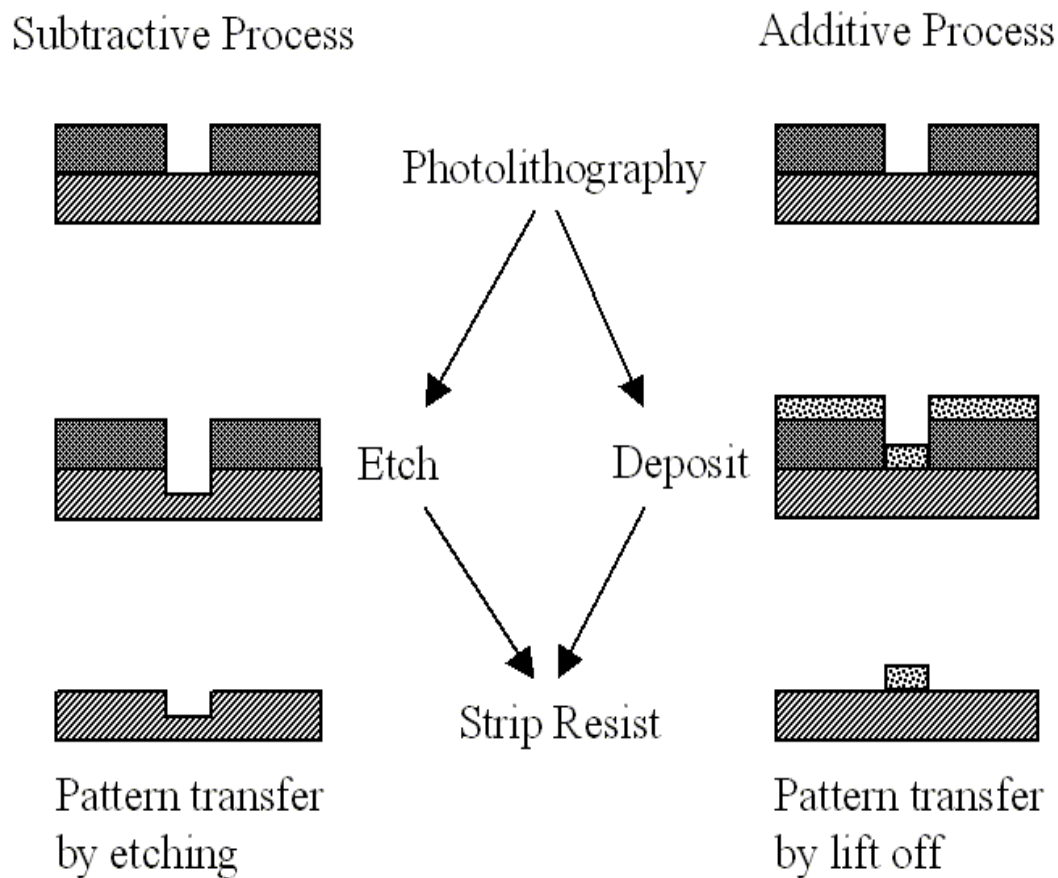 Subtractive Process
Additive Process
Photolithography
Etch
Deposit
Strip Resist
Pattern transfer
by etching
Pattern transfer
by lift off